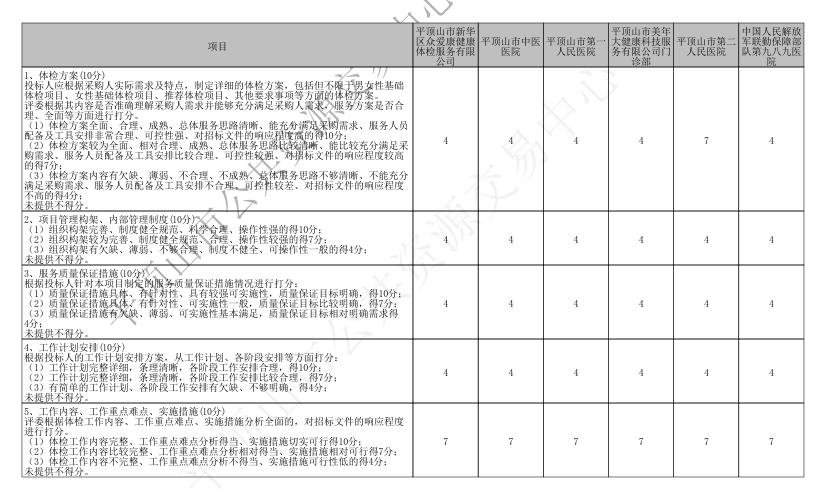 项目
平顶山市新华
区众爱康健康
体检服务有限
公司
平顶山市中医
医院
平顶山市第一
人民医院
平顶山市美年
大健康科技服
务有限公司门
诊部
平顶山市第二
人民医院
中国人民解放
军联勤保障部
队第九八九医
院
1、体检方案(10分)
投标人应根据采购人实际需求及特点，制定详细的体检方案，包括但不限于男女性基础
体检项目、女性基础体检项目、推荐体检项目、其他要求事项等方面的体检方案。
评委根据其内容是否准确理解采购人需求并能够充分满足采购人需求，服务方案是否合
理、全面等方面进行打分。
（1）体检方案全面、合理、成熟、总体服务思路清晰、能充分满足采购需求、服务人员
配备及工具安排非常合理、可控性强、对招标文件的响应程度高的得10分；
（2）体检方案较为全面、相对合理、成熟、总体服务思路比较清晰、能比较充分满足采
购需求、服务人员配备及工具安排比较合理、可控性较强、对招标文件的响应程度较高
的得7分；
（3）体检方案内容有欠缺、薄弱、不合理、不成熟、总体服务思路不够清晰、不能充分
满足采购需求、服务人员配备及工具安排不合理、可控性较差、对招标文件的响应程度
不高的得4分；
未提供不得分。
4 4 4 4 7 4
2、项目管理构架、内部管理制度(10分)
（1）组织构架完善、制度健全规范、科学合理、操作性强的得10分；
（2）组织构架较为完善、制度健全规范、合理、操作性较强的得7分；
（3）组织构架有欠缺、薄弱、不够合理、制度不健全、可操作性一般的得4分；
未提供不得分。
4 4 4 4 4 4
3、服务质量保证措施(10分)
根据投标人针对本项目制定的服务质量保证措施情况进行打分：
（1）质量保证措施具体、有针对性、具有较强可实施性，质量保证目标明确，得10分；
（2）质量保证措施具体、有针对性、可实施性一般，质量保证目标比较明确，得7分；
（3）质量保证措施有欠缺、薄弱、可实施性基本满足，质量保证目标相对明确需求得
4分；
未提供不得分。
4 4 4 4 4 4
4、工作计划安排(10分)
根据投标人的工作计划安排方案，从工作计划、各阶段安排等方面打分：
（1）工作计划完整详细，条理清晰，各阶段工作安排合理，得10分；
（2）工作计划完整详细，条理清晰，各阶段工作安排比较合理，得7分；
（3）有简单的工作计划、各阶段工作安排有欠缺、不够明确，得4分；
未提供不得分。
4 4 4 4 4 4
5、工作内容、工作重点难点、实施措施(10分)
评委根据体检工作内容、工作重点难点、实施措施分析全面的，对招标文件的响应程度
进行打分。
（1）体检工作内容完整、工作重点难点分析得当、实施措施切实可行得10分；
（2）体检工作内容比较完整、工作重点难点分析相对得当、实施措施相对可行得7分；
（3）体检工作内容不完整、工作重点难点分析不得当、实施措施可行性低的得4分；
未提供不得分。
7 7 7 7 7 7
平顶山市公共资源交易中心